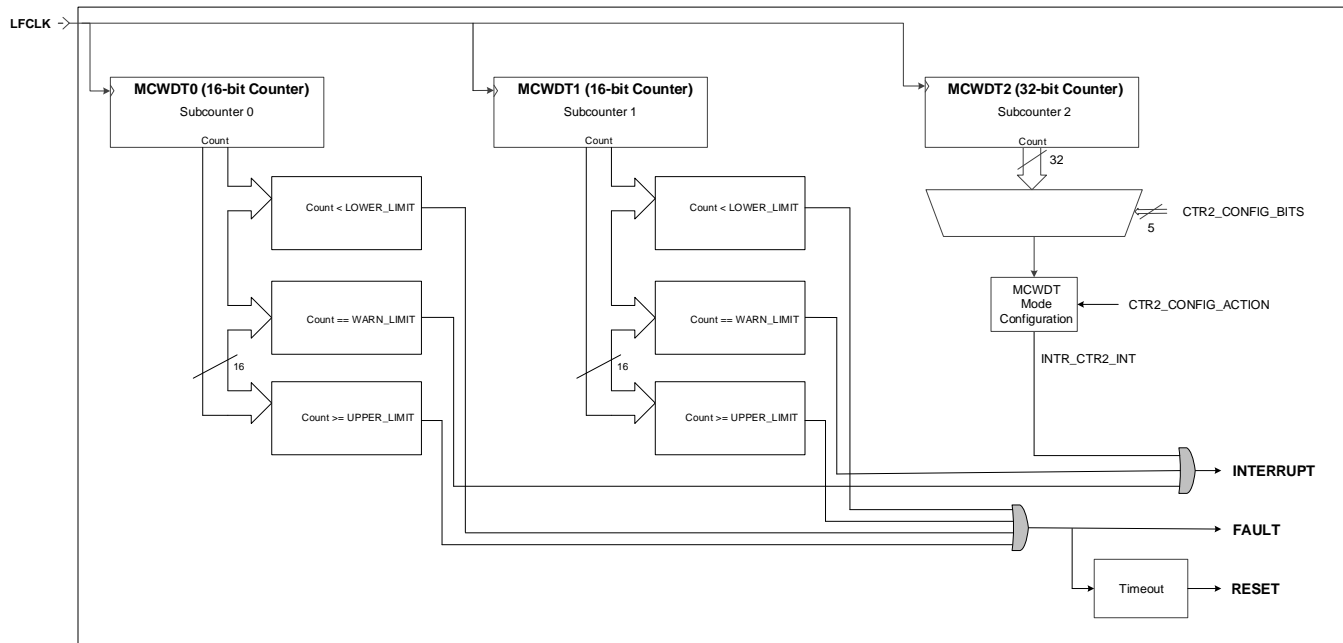 LFCLK
MCWDT0 (16-bit Counter)
Subcounter 0
Count
MCWDT1 (16-bit Counter)
Subcounter 1
Count
MCWDT2 (32-bit Counter)
Subcounter 2
Count
32
Count < LOWER_LIMIT
Count < LOWER_LIMIT
CTR2_CONFIG_BITS
5
Count == WARN_LIMIT
Count == WARN_LIMIT
MCWDT
Mode
Configuration
CTR2_CONFIG_ACTION
INTR_CTR2_INT
16
16
Count >= UPPER_LIMIT
Count >= UPPER_LIMIT
INTERRUPT
FAULT
Timeout
RESET